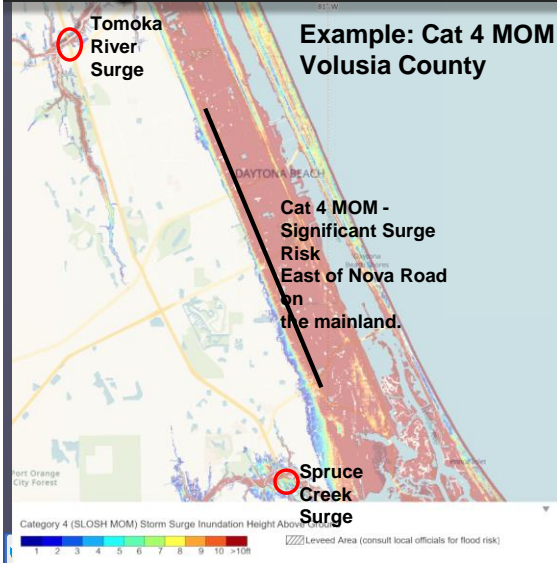 Tomoka
River
Surge
Example: Cat 4 MOM
Volusia County
81° W
DAYTONA BEACH
Cat 4 MOM -
Significant Surge
Risk
East of Nova Road
on
the mainland.
Port Orange
City Forest
Spruce
Creek
Surge
Category 4 (SLOSH MOM) Storm Surge Inundation Height Above
1 2 3 4 5 6 7 8 9 10 >10ft
Leveed Area (consult local officials for flood risk)